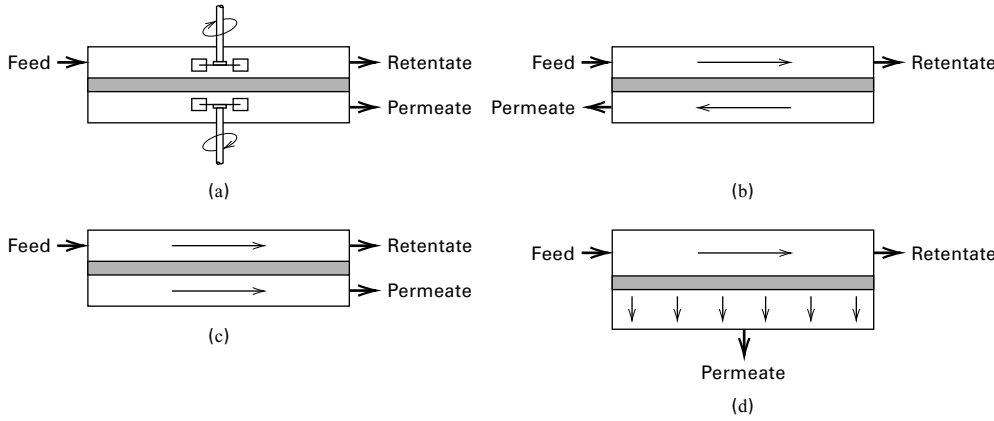 Feed
Retentate
Permeate
(a)
Feed
Retentate
Permeate
(b)
Feed
Retentate
Permeate
(c)
Feed
Retentate
Permeate
(d)